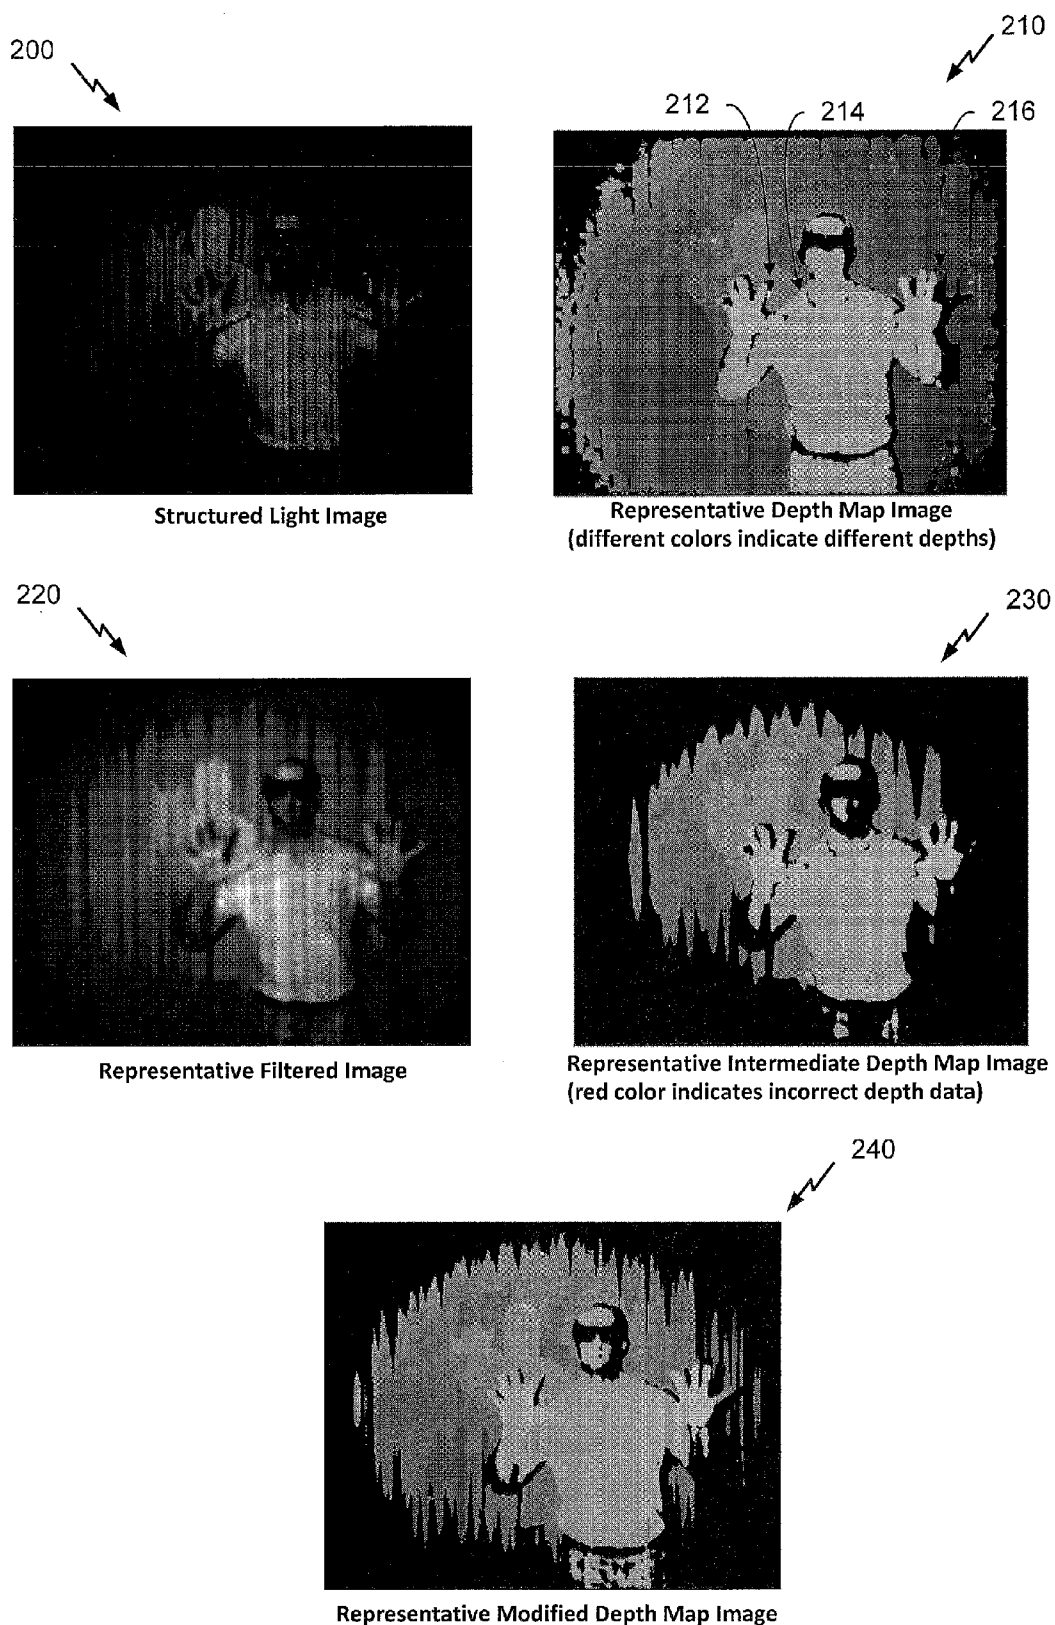 200
210
212
214
216
Structured Light Image
Representative Depth Map Image
(different colors indicate different depths)
220
230
Representative Filtered Image
Representative Intermediate Depth Map Image
(red color indicates incorrect depth data)
240
Representative Modified Depth Map Image